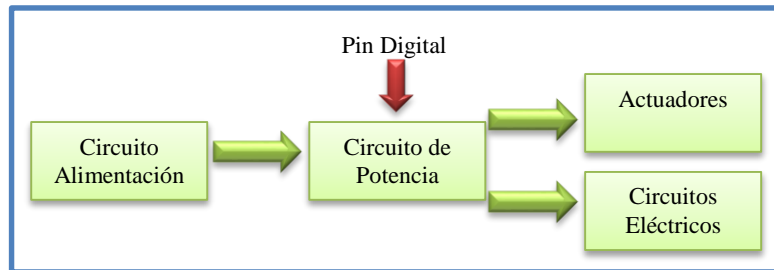 Pin Digital
Circuito
Alimentación
Circuito de
Potencia
Actuadores
Circuitos
Eléctricos